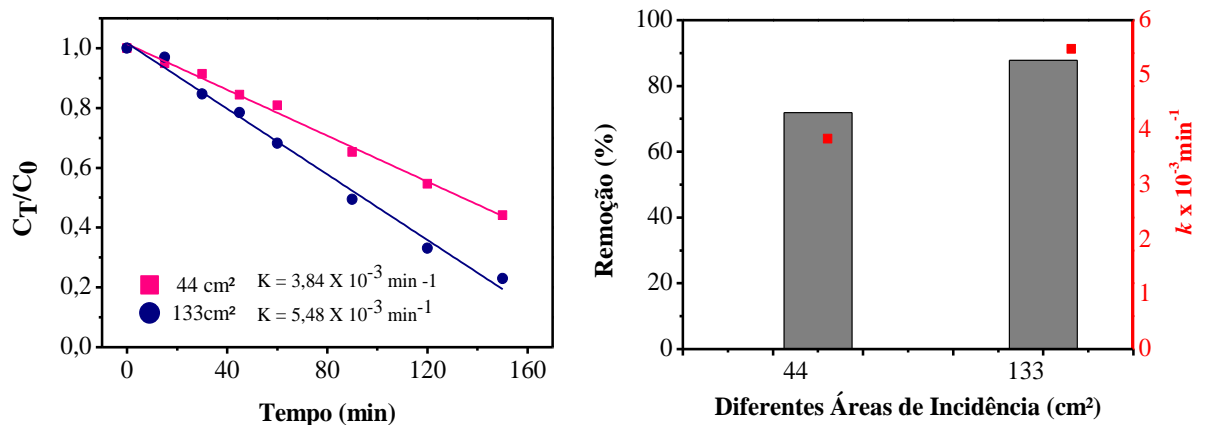 1,0
0,8
0,6
0,4
0,2
0,0
C_T/C_0
44 cm² K = 3,84 X 10^-3 min -1
133cm² K = 5,48 X 10^-3 min^-1
0 40 80 120 160
Tempo (min)
100
80
60
40
20
0
Remoção (%)
6
5
4
3
2
1
0
k x 10^-3 min^-1
44 133
Diferentes Áreas de Incidência (cm²)